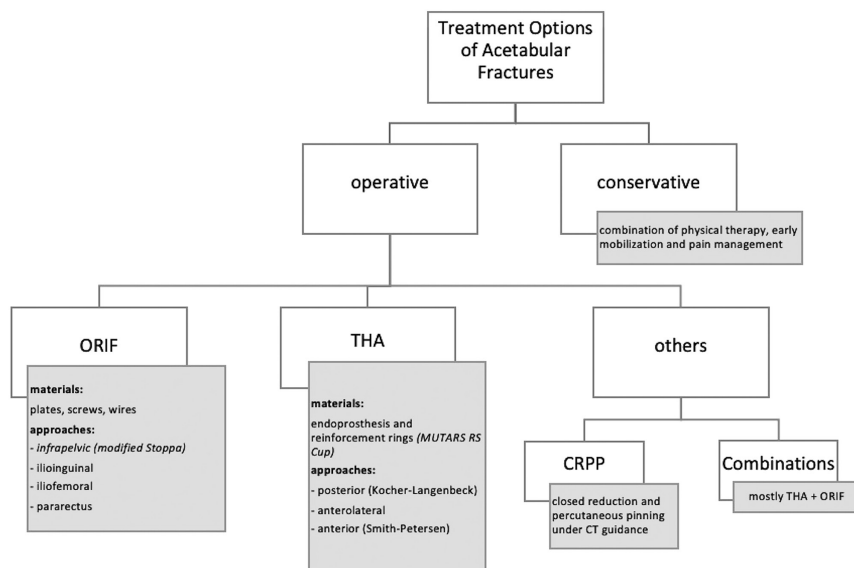 Treatment Options
of Acetabular
Fractures
operative
conservative
combination of physical therapy, early
mobilization and pain management
ORIF
materials:
plates, screws, wires
approaches:
- infrapelvic (modified Stoppa)
- ilioinguinal
- iliofemoral
- pararectus
THA
materials:
endoprosthesis and
reinforcement rings (MUTARS RS
Cup)
approaches:
- posterior (Kocher-Langenbeck)
- anterolateral
- anterior (Smith-Petersen)
others
CRPP
closed reduction and
percutaneous pinning
under CT guidance
Combinations
mostly THA + ORIF